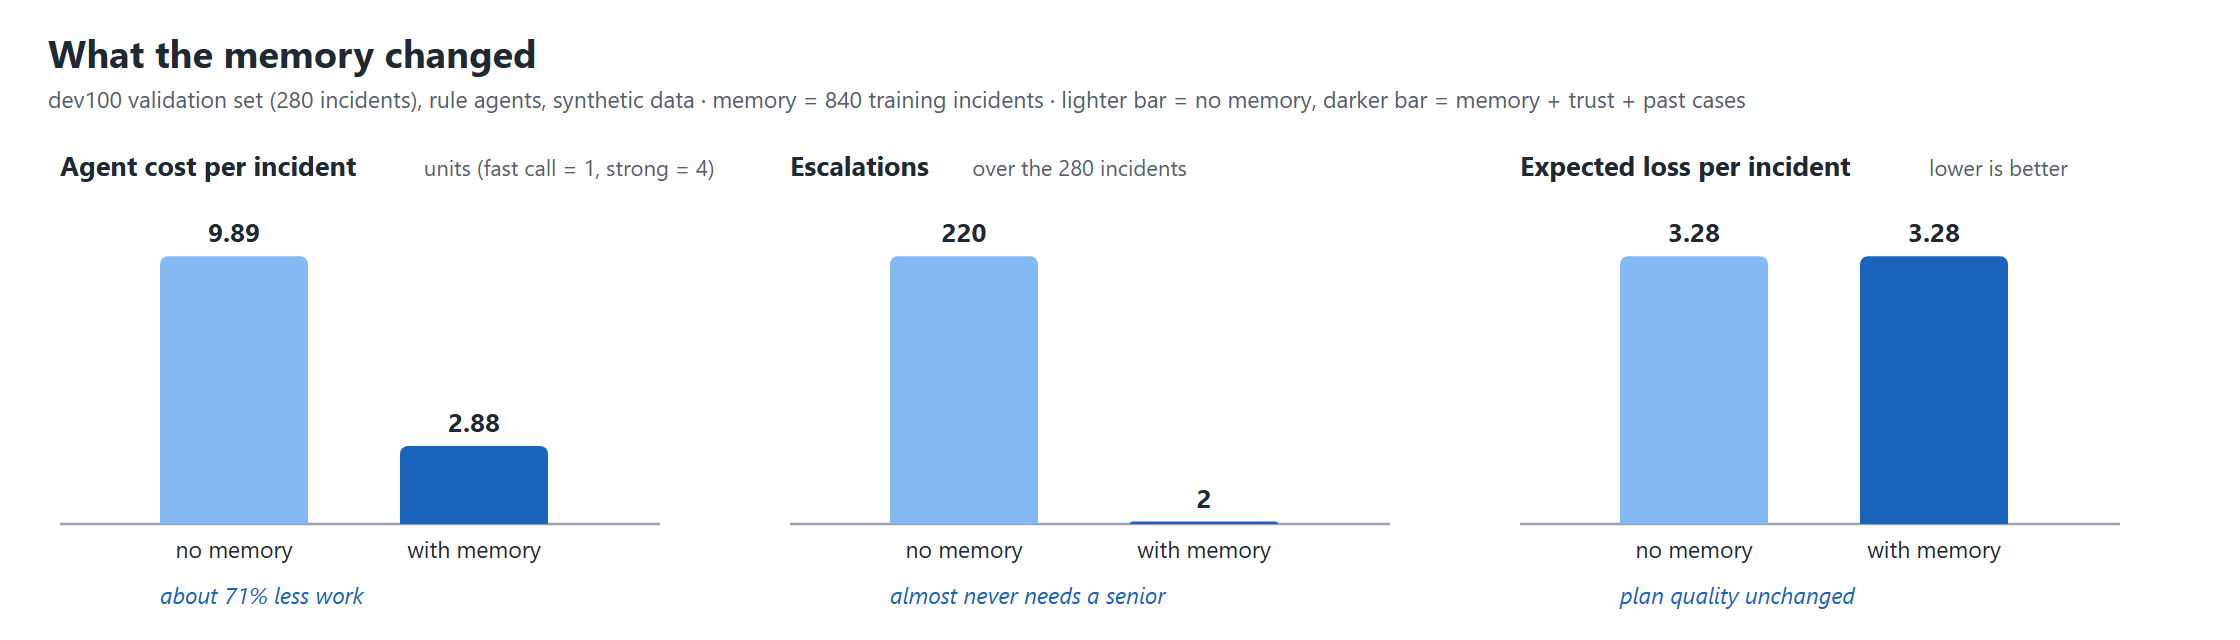 What the memory changed
dev100 validation set (280 incidents), rule agents, synthetic data · memory = 840 training incidents · lighter bar = no memory, darker bar = memory + trust + past cases
Agent cost per incident units (fast call = 1, strong = 4)
9.89
2.88
no memory with memory
about 71% less work
Escalations over the 280 incidents
220
2
no memory with memory
almost never needs a senior
Expected loss per incident lower is better
3.28 3.28
no memory with memory
plan quality unchanged